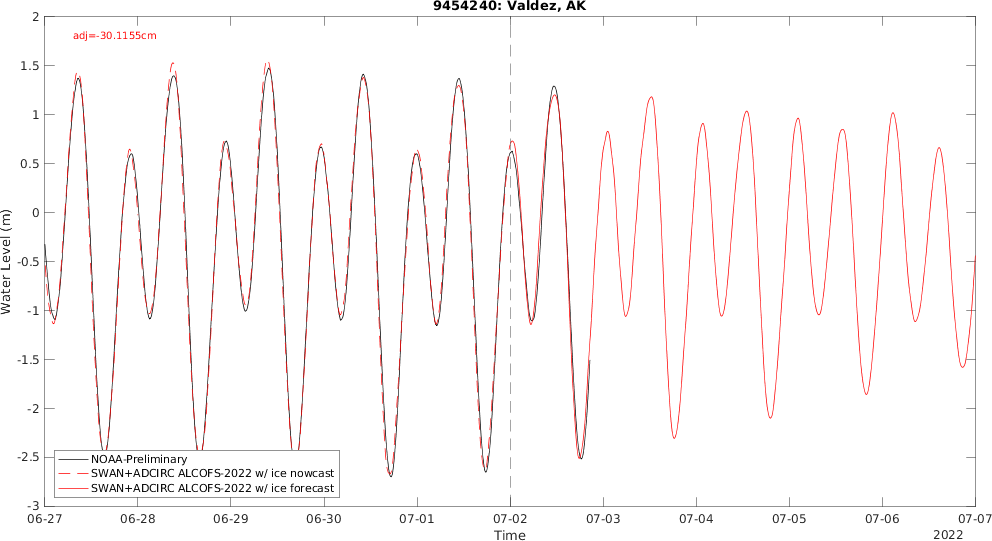 9454240: Valdez, AK
adj=-30.1155cm
2
1.5
1
0.5
0
-0.5
-1
-1.5
-2
-2.5
-3
Water Level (m)
NOAA-Preliminary
SWAN+ADCIRC ALCOFS-2022 w/ ice nowcast
SWAN+ADCIRC ALCOFS-2022 w/ ice forecast
06-27 06-28 06-29 06-30 07-01 07-02 07-03 07-04 07-05 07-06 07-07
Time
2022